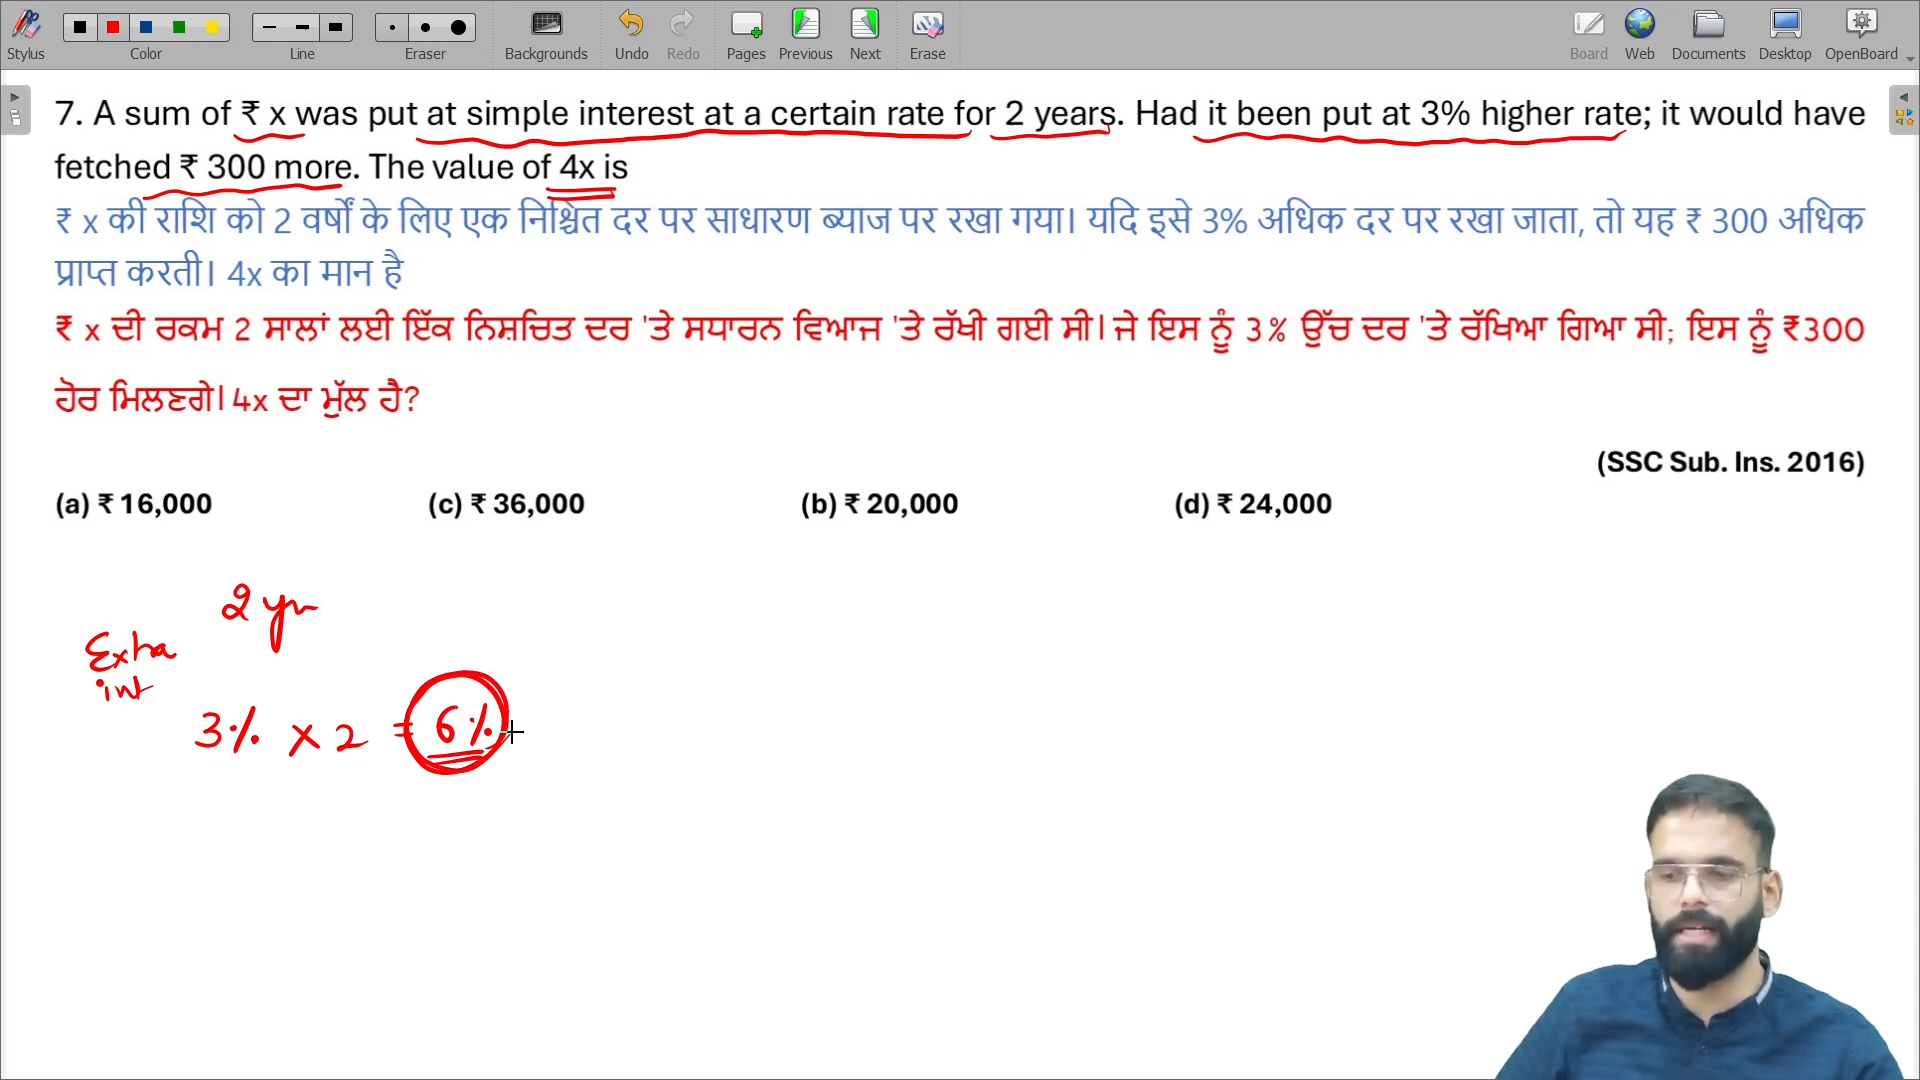 Stylus Color Line Eraser Backgrounds Undo Redo Pages Previous Next Erase Board Web Documents Desktop OpenBoard
7. A sum of ₹ x was put at simple interest at a certain rate for 2 years. Had it been put at 3% higher rate; it would have
fetched ₹ 300 more. The value of 4x is
₹ x की राशि को 2 वर्षों के लिए एक निश्चित दर पर साधारण ब्याज पर रखा गया। यदि इसे 3% अधिक दर पर रखा जाता, तो यह ₹ 300 अधिक
प्राप्त करती। 4x का मान है
₹ x ਦੀ ਰਕਮ 2 ਸਾਲਾਂ ਲਈ ਇੱਕ ਨਿਸ਼ਚਿਤ ਦਰ 'ਤੇ ਸਧਾਰਨ ਵਿਆਜ 'ਤੇ ਰੱਖੀ ਗਈ ਸੀ। ਜੇ ਇਸ ਨੂੰ 3% ਉੱਚ ਦਰ 'ਤੇ ਰੱਖਿਆ ਗਿਆ ਸੀ; ਇਸ ਨੂੰ ₹300
ਹੋਰ ਮਿਲਣਗੇ। 4x ਦਾ ਮੁੱਲ ਹੈ?
(SSC Sub. Ins. 2016)
(a) ₹ 16,000 (c) ₹ 36,000 (b) ₹ 20,000 (d) ₹ 24,000
2 yr
Extra
int
3% × 2 = 6%